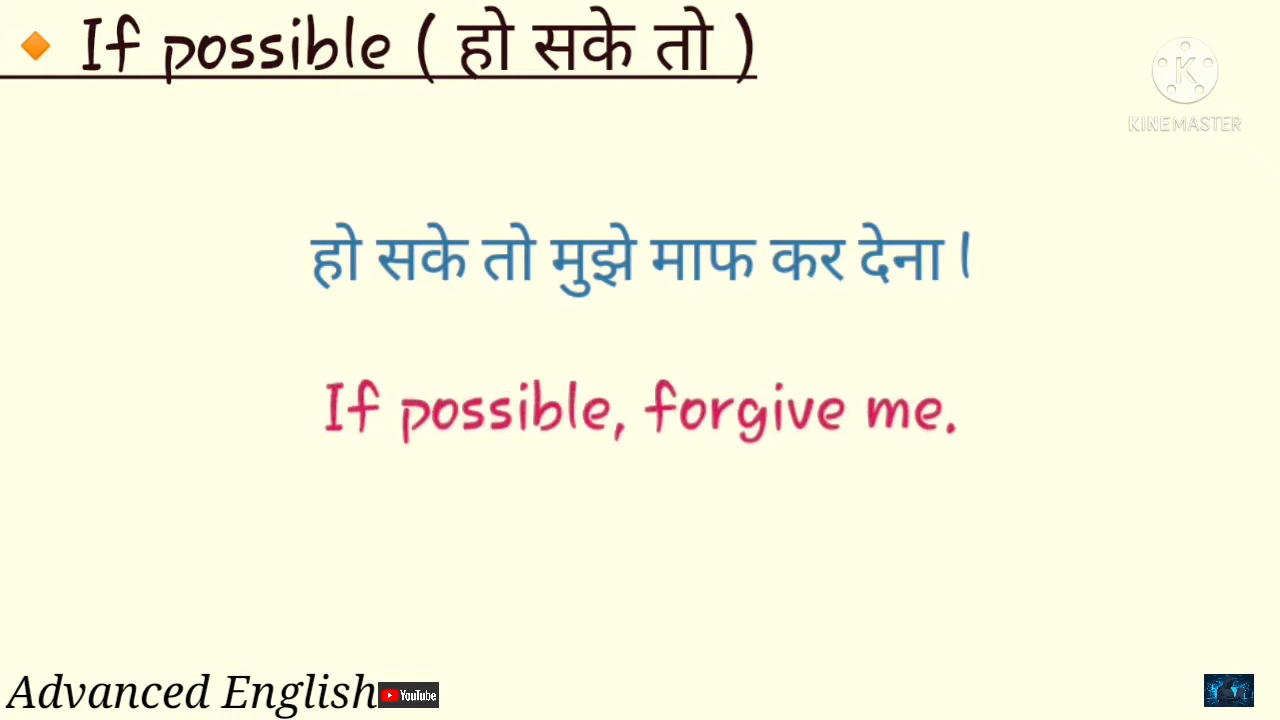 🔸 If possible ( हो सके तो )
KINEMASTER
हो सके तो मुझे माफ कर देना।
If possible, forgive me.
Advanced English YouTube